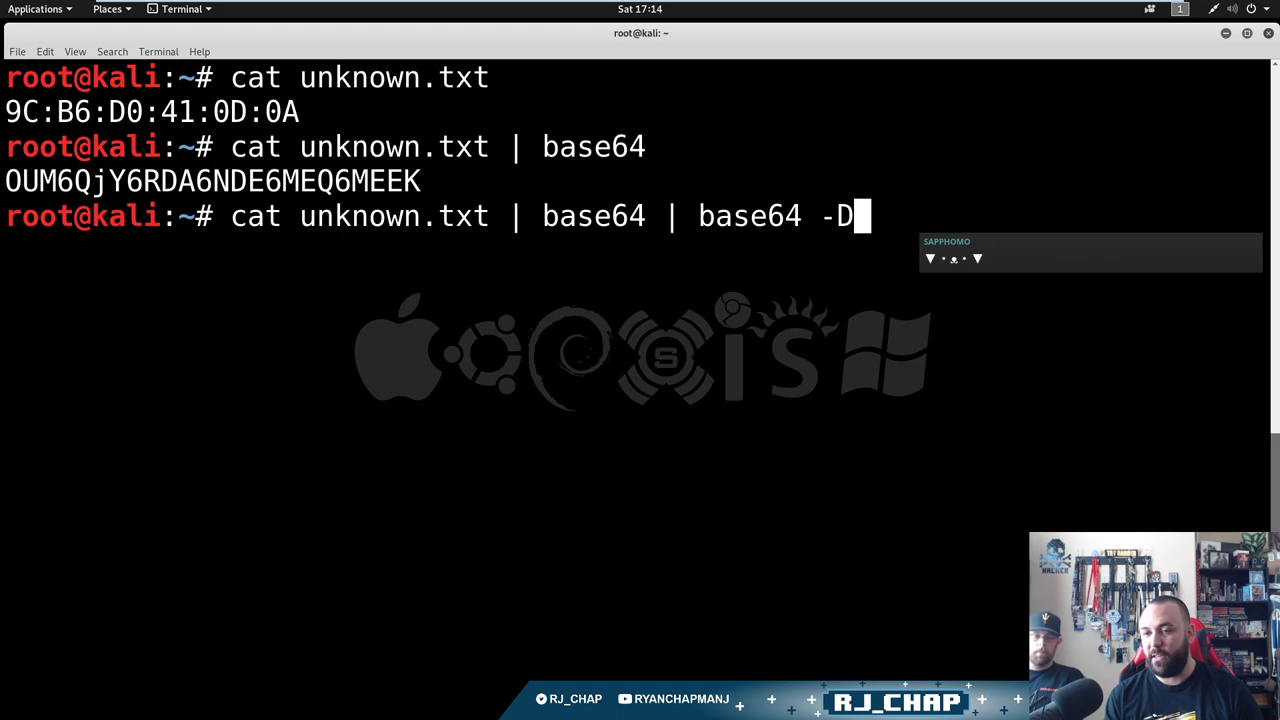 Applications Places Terminal Sat 17:14 1
root@kali: ~
File Edit View Search Terminal Help
root@kali:~# cat unknown.txt
9C:B6:D0:41:0D:0A
root@kali:~# cat unknown.txt | base64
OUM6QjY6RDA6NDE6MEQ6MEEK
root@kali:~# cat unknown.txt | base64 | base64 -D
SAPPHOMO
▼・ᴥ・▼
HACKER
RJ_CHAP RYANCHAPMANJ RJ_CHAP